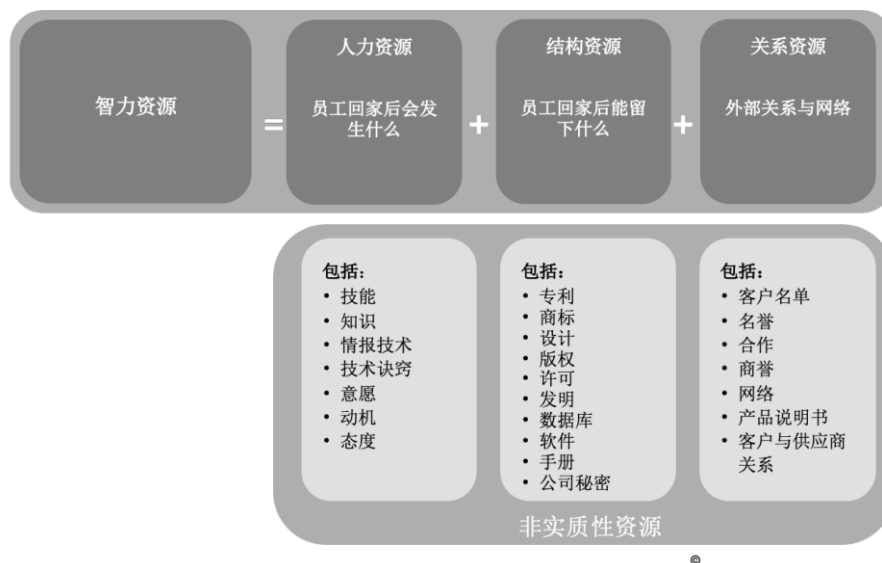 智力资源
=
人力资源
员工回家后会发
生什么
+
结构资源
员工回家后能留
下什么
+
关系资源
外部关系与网络
包括:
• 技能
• 知识
• 情报技术
• 技术诀窍
• 意愿
• 动机
• 态度
包括:
• 专利
• 商标
• 设计
• 版权
• 许可
• 发明
• 数据库
• 软件
• 手册
• 公司秘密
包括:
• 客户名单
• 名誉
• 合作
• 商誉
• 网络
• 产品说明书
• 客户与供应商
关系
非实质性资源
©